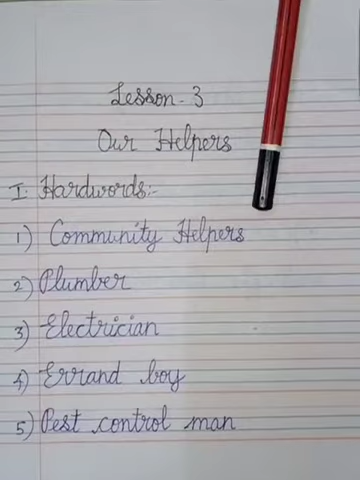 Lesson - 3
Our Helpers
I. Hardwords:-
1) Community Helpers
2) Plumber
3) Electrician
4) Errand boy
5) Pest control man